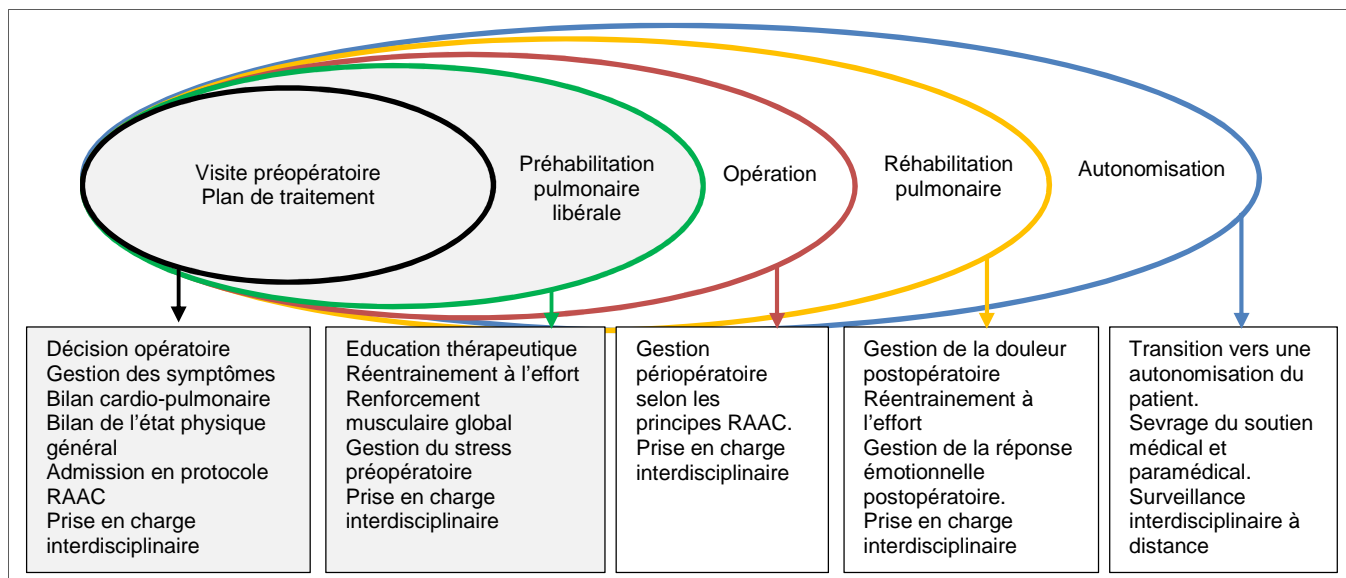 Visite préopératoire
Plan de traitement
Préhabilitation
pulmonaire
libérale
Opération
Réhabilitation
pulmonaire
Autonomisation
Décision opératoire
Gestion des symptômes
Bilan cardio-pulmonaire
Bilan de l'état physique
général
Admission en protocole
RAAC
Prise en charge
interdisciplinaire
Education thérapeutique
Réentrainement à l'effort
Renforcement
musculaire global
Gestion du stress
préopératoire
Prise en charge
interdisciplinaire
Gestion
périopératoire
selon les
principes RAAC.
Prise en charge
interdisciplinaire
Gestion de la douleur
postopératoire
Réentrainement à
l'effort
Gestion de la réponse
émotionnelle
postopératoire.
Prise en charge
interdisciplinaire
Transition vers une
autonomisation du
patient.
Sevrage du soutien
médical et
paramédical.
Surveillance
interdisciplinaire à
distance